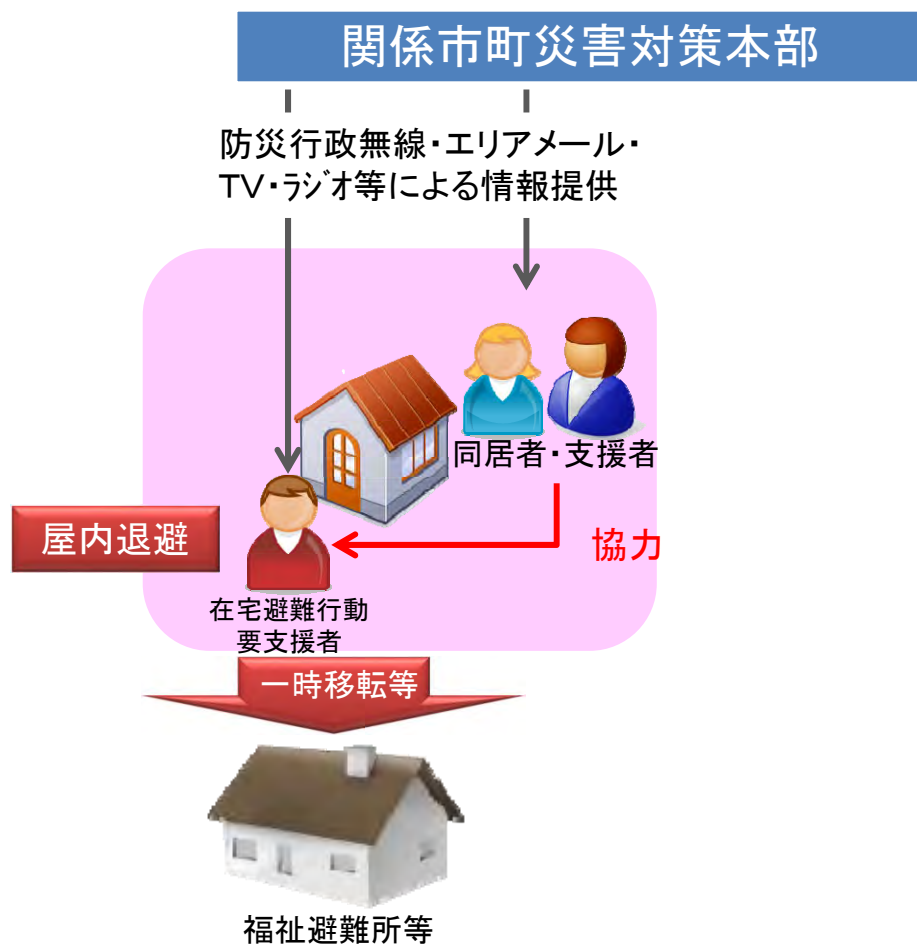 関係市町災害対策本部
防災行政無線・エリアメール・
TV・ﾗｼﾞｵ等による情報提供
同居者・支援者
屋内退避
協力
在宅避難行動
要支援者
一時移転等
福祉避難所等